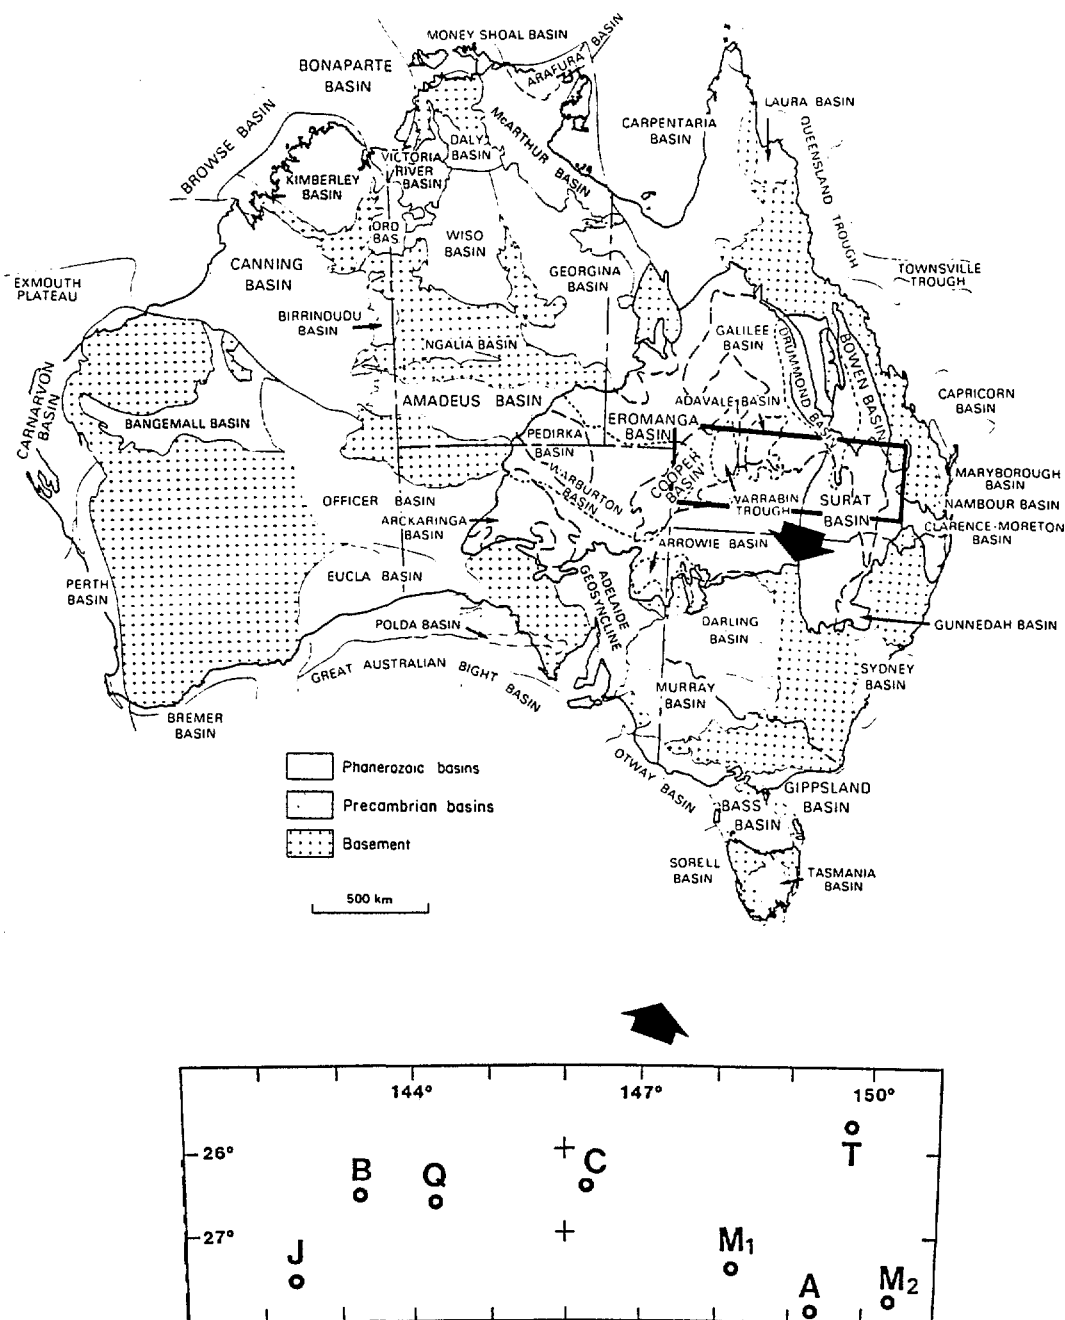 MONEY SHOAL BASIN
ARAFURA BASIN
BONAPARTE
BASIN
BROWSE BASIN
KIMBERLEY
BASIN
VICTORIA
RIVER
BASIN
DALY
BASIN
McARTHUR BASIN
CARPENTARIA
BASIN
LAURA BASIN
QUEENSLAND TROUGH
ORD
BAS
WISO
BASIN
GEORGINA
BASIN
CANNING
BASIN
EXMOUTH
PLATEAU
TOWNSVILLE
TROUGH
BIRRINDUDU
BASIN
NGALIA BASIN
GALILEE
BASIN
DRUMMOND BASIN
BOWEN BASIN
CARNARVON
BASIN
BANGEMALL BASIN
AMADEUS BASIN
ADAVALE BASIN
CAPRICORN
BASIN
EROMANGA
BASIN
PEDIRKA
BASIN
WARBURTON
BASIN
COOPER
BASIN
OFFICER BASIN
ARCKARINGA
BASIN
WARRABIN
TROUGH
SURAT
BASIN
MARYBOROUGH
BASIN
NAMBOUR BASIN
CLARENCE-MORETON
BASIN
ARROWIE BASIN
PERTH
BASIN
EUCLA BASIN
ADELAIDE
GEOSYNCLINE
POLDA BASIN
DARLING
BASIN
GUNNEDAH BASIN
GREAT AUSTRALIAN BIGHT BASIN
SYDNEY
BASIN
MURRAY
BASIN
BREMER
BASIN
OTWAY BASIN
GIPPSLAND
BASIN
BASS
BASIN
SORELL
BASIN
TASMANIA
BASIN
Phanerozoic basins
Precambrian basins
Basement
500 km
144° 147° 150°
26°
B Q C T
27°
J M1 A M2